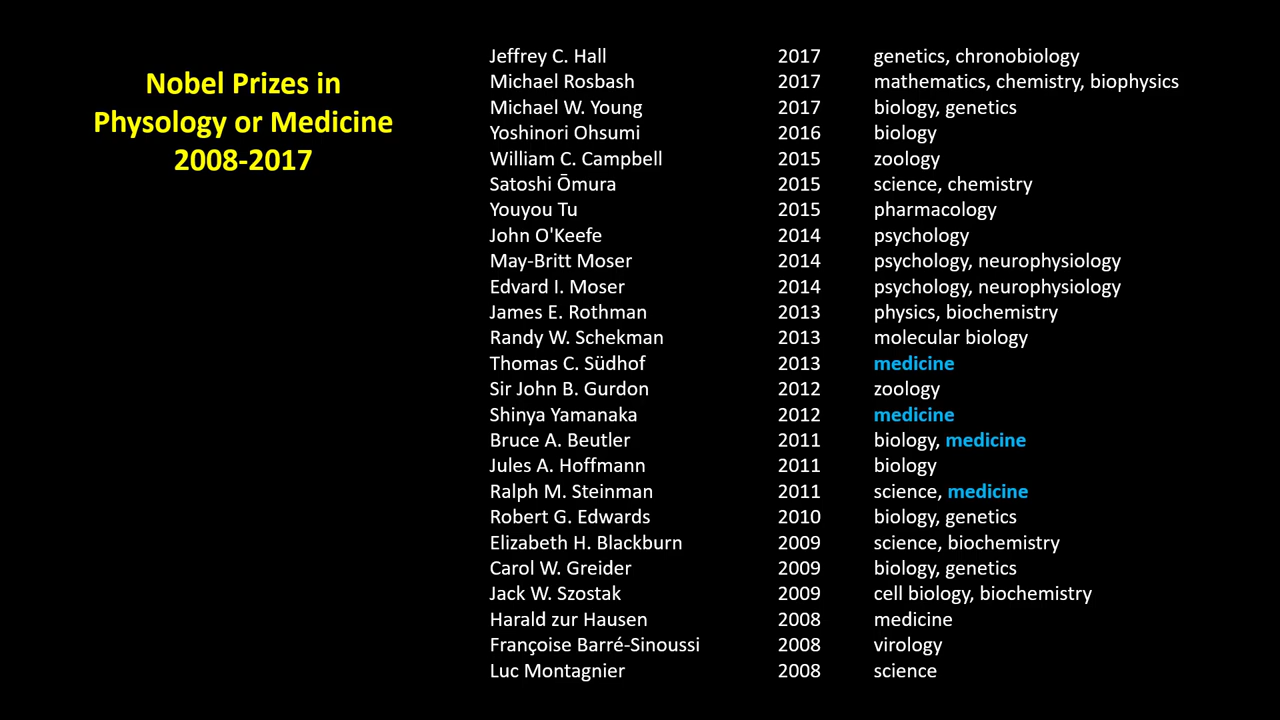 Nobel Prizes in
Physology or Medicine
2008-2017
Jeffrey C. Hall 2017 genetics, chronobiology
Michael Rosbash 2017 mathematics, chemistry, biophysics
Michael W. Young 2017 biology, genetics
Yoshinori Ohsumi 2016 biology
William C. Campbell 2015 zoology
Satoshi Ōmura 2015 science, chemistry
Youyou Tu 2015 pharmacology
John O'Keefe 2014 psychology
May-Britt Moser 2014 psychology, neurophysiology
Edvard I. Moser 2014 psychology, neurophysiology
James E. Rothman 2013 physics, biochemistry
Randy W. Schekman 2013 molecular biology
Thomas C. Südhof 2013 medicine
Sir John B. Gurdon 2012 zoology
Shinya Yamanaka 2012 medicine
Bruce A. Beutler 2011 biology, medicine
Jules A. Hoffmann 2011 biology
Ralph M. Steinman 2011 science, medicine
Robert G. Edwards 2010 biology, genetics
Elizabeth H. Blackburn 2009 science, biochemistry
Carol W. Greider 2009 biology, genetics
Jack W. Szostak 2009 cell biology, biochemistry
Harald zur Hausen 2008 medicine
Françoise Barré-Sinoussi 2008 virology
Luc Montagnier 2008 science